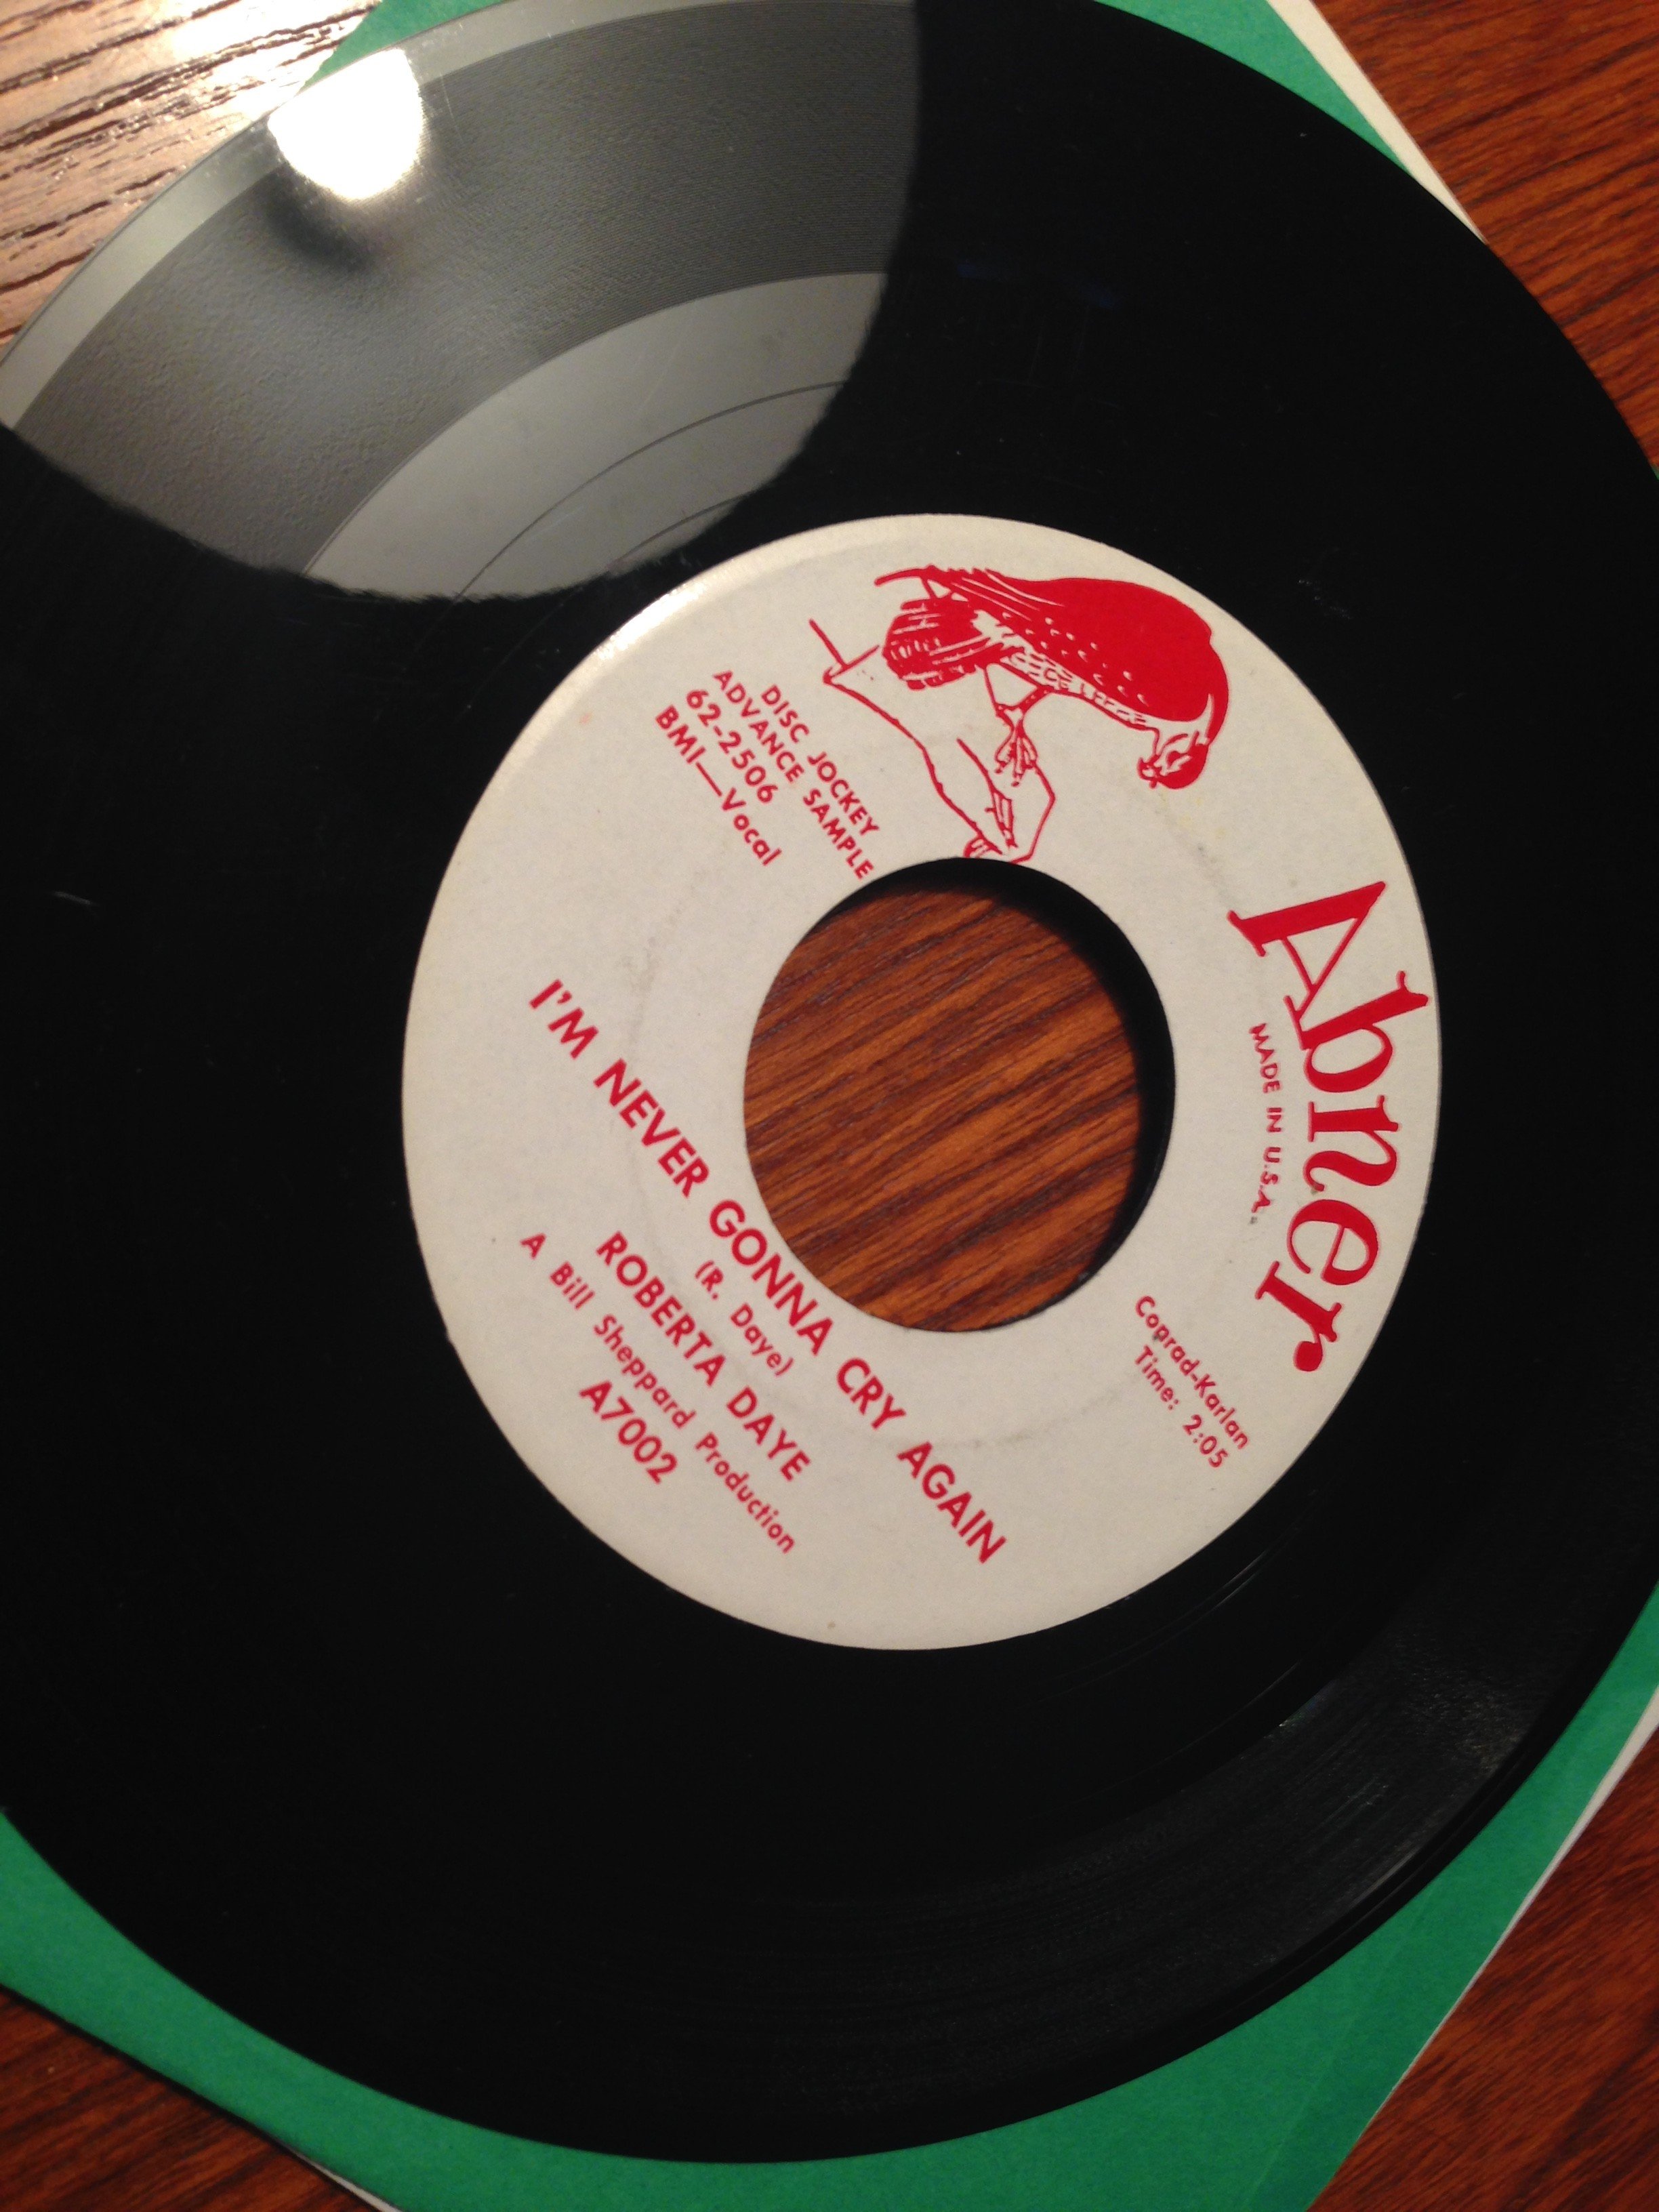 Abner
MADE IN U.S.A.
DISC JOCKEY
ADVANCE SAMPLE
62-2506
BMI—Vocal
Conrad-Karlan
Time: 2:05
I'M NEVER GONNA CRY AGAIN
(R. Daye)
ROBERTA DAYE
A Bill Sheppard Production
A7002